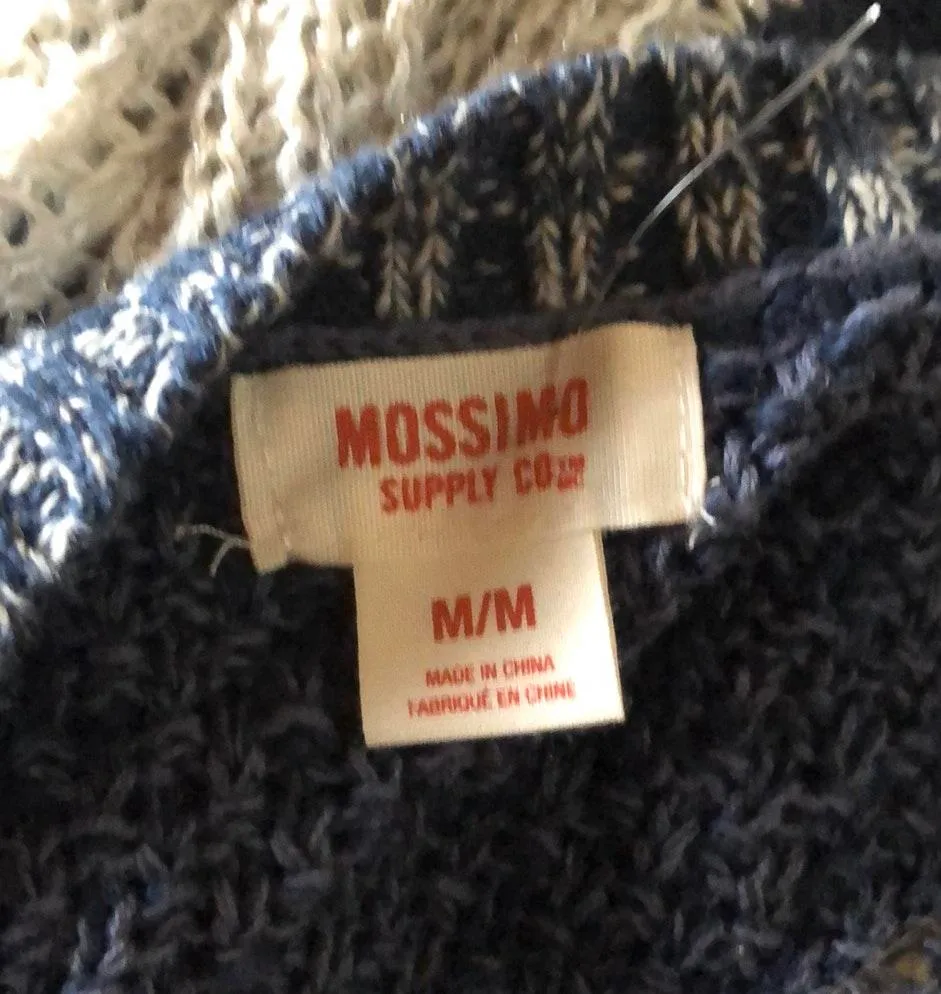 MOSSIMO
SUPPLY CO
M/M
MADE IN CHINA
FABRIQUÉ EN CHINE